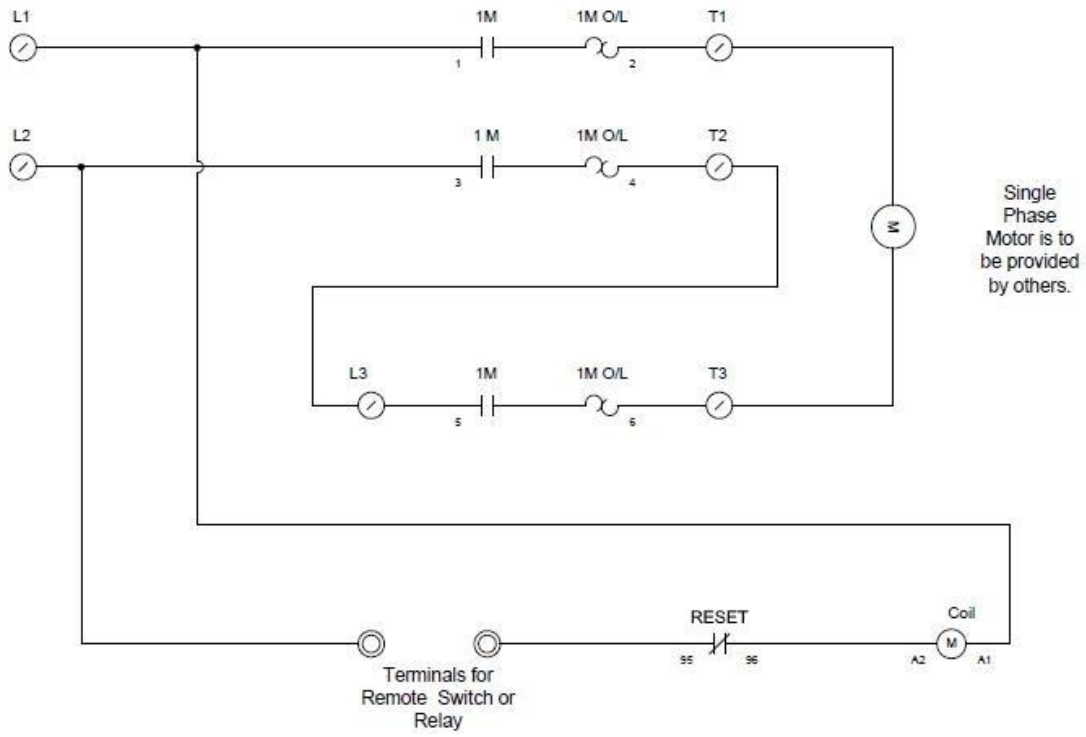 L1
1M
1M O/L
T1
1
2
L2
1 M
1M O/L
T2
3
4
M
Single
Phase
Motor is to
be provided
by others.
L3
1M
1M O/L
T3
5
6
RESET
Coil
95
96
A2
M
A1
Terminals for
Remote Switch or
Relay